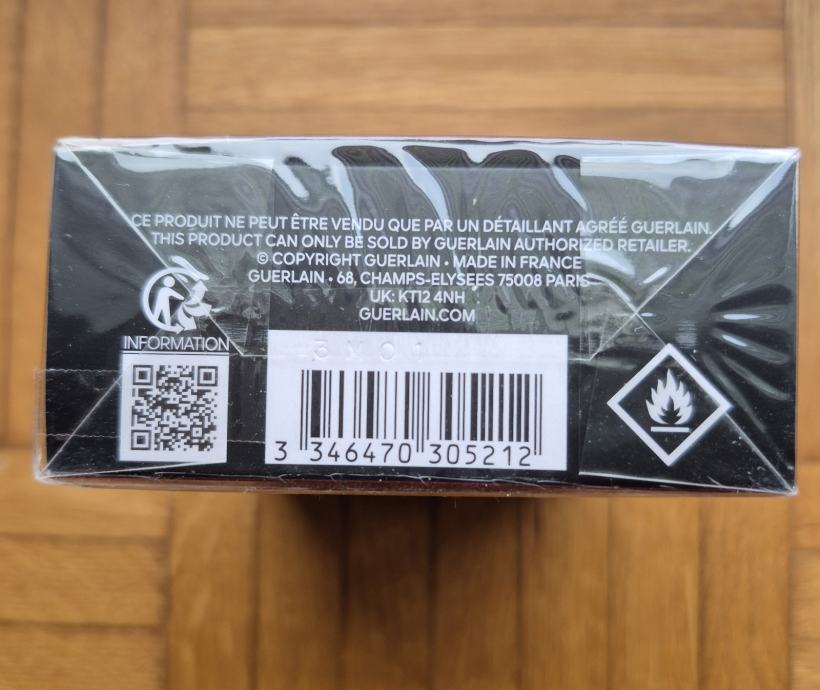 CE PRODUIT NE PEUT ÊTRE VENDU QUE PAR UN DÉTAILLANT AGRÉÉ GUERLAIN.
THIS PRODUCT CAN ONLY BE SOLD BY GUERLAIN AUTHORIZED RETAILER.
© COPYRIGHT GUERLAIN • MADE IN FRANCE
GUERLAIN • 68, CHAMPS-ELYSEES 75008 PARIS
UK: KT12 4NH
GUERLAIN.COM
INFORMATION
3 346470 305212